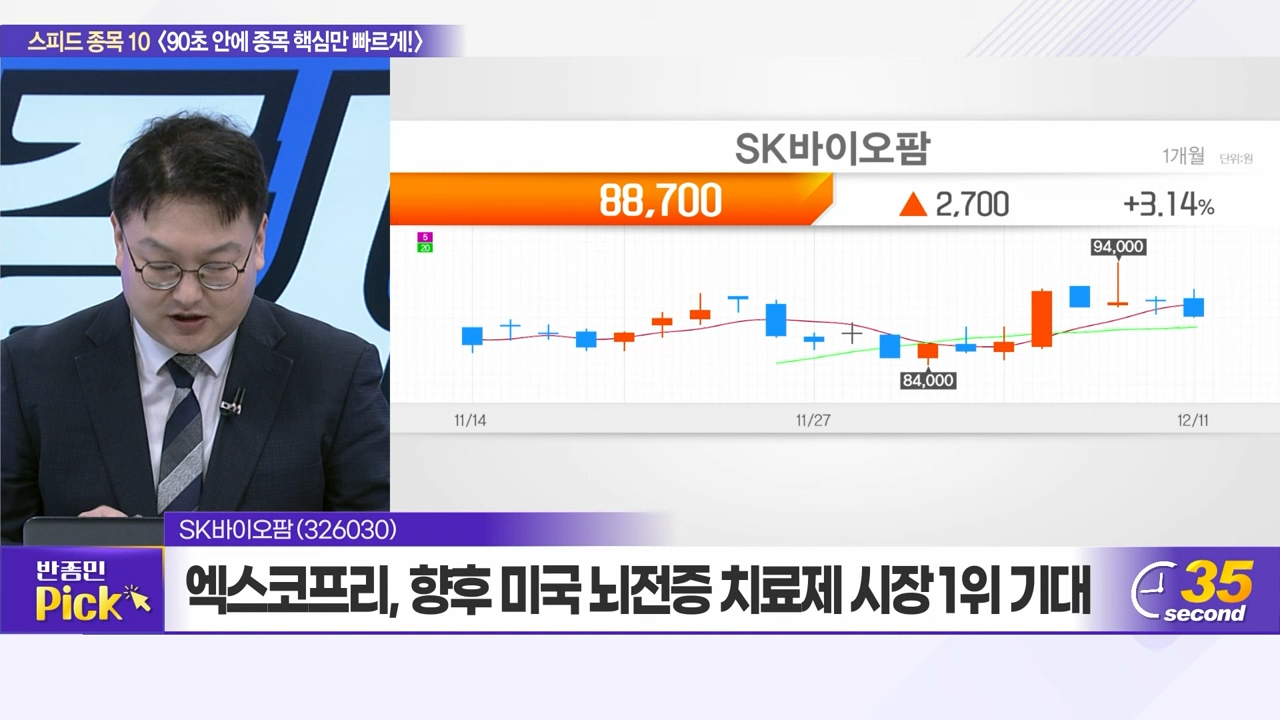 스피드 종목 10 <90초 안에 종목 핵심만 빠르게!>
SK바이오팜
1개월 단위:원
88,700 ▲ 2,700 +3.14%
5
20
94,000
84,000
11/14 11/27 12/11
SK바이오팜(326030)
반종민
Pick
엑스코프리, 향후 미국 뇌전증 치료제 시장 1위 기대
35
second